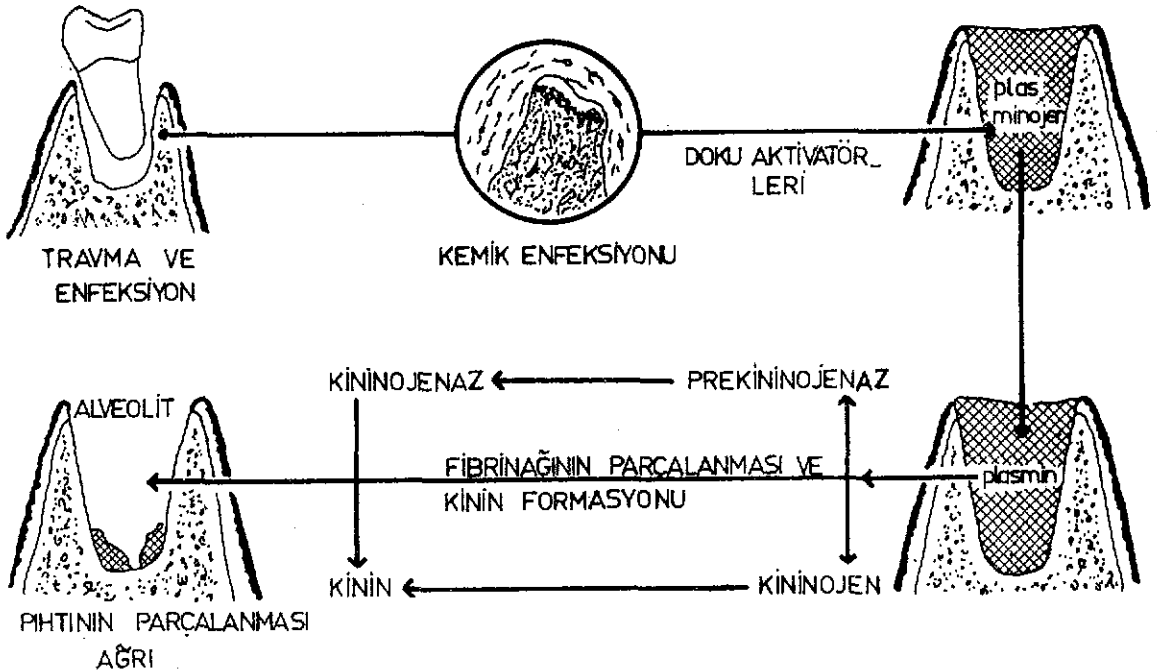 plas
minojen
DOKU AKTİVATÖR_
LERİ
TRAVMA VE
ENFEKSİYON
KEMİK ENFEKSİYONU
KİNİNOJENAZ
PREKİNİNOJENAZ
ALVEOLİT
FİBRİNAĞININ PARÇALANMASI VE
KİNİN FORMASYONU
plasmin
KİNİN
KİNİNOJEN
PIHTININ PARÇALANMASI
AĞRI